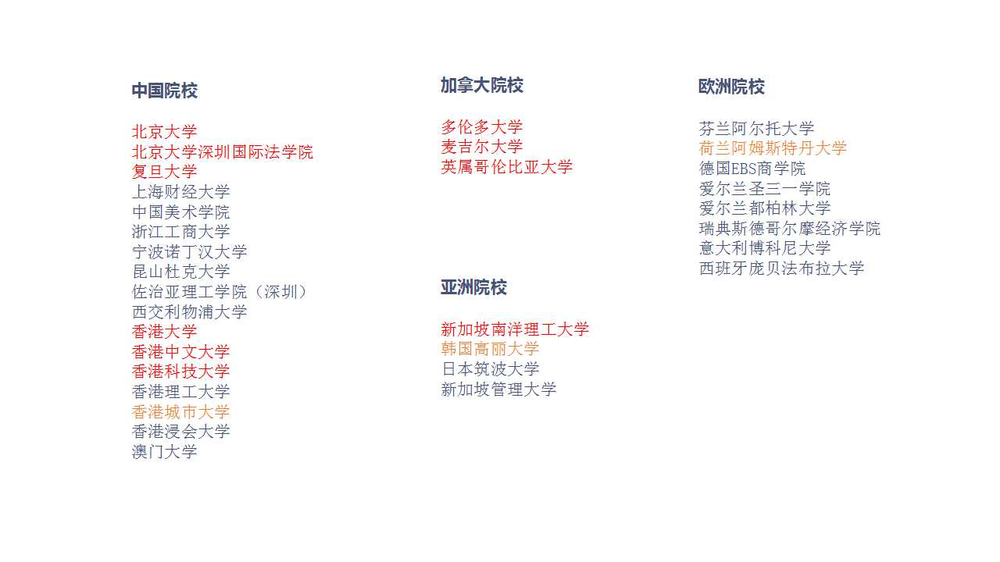 中国院校
北京大学
北京大学深圳国际法学院
复旦大学
上海财经大学
中国美术学院
浙江工商大学
宁波诺丁汉大学
昆山杜克大学
佐治亚理工学院（深圳）
西交利物浦大学
香港大学
香港中文大学
香港科技大学
香港理工大学
香港城市大学
香港浸会大学
澳门大学
加拿大院校
多伦多大学
麦吉尔大学
英属哥伦比亚大学
亚洲院校
新加坡南洋理工大学
韩国高丽大学
日本筑波大学
新加坡管理大学
欧洲院校
芬兰阿尔托大学
荷兰阿姆斯特丹大学
德国EBS商学院
爱尔兰圣三一学院
爱尔兰都柏林大学
瑞典斯德哥尔摩经济学院
意大利博科尼大学
西班牙庞贝法布拉大学